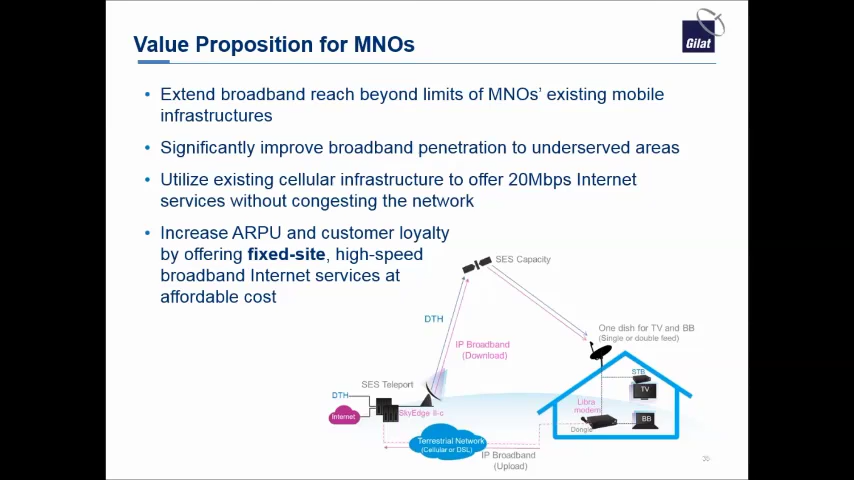 Value Proposition for MNOs
Gilat
• Extend broadband reach beyond limits of MNOs' existing mobile
infrastructures
• Significantly improve broadband penetration to underserved areas
• Utilize existing cellular infrastructure to offer 20Mbps Internet
services without congesting the network
• Increase ARPU and customer loyalty
by offering fixed-site, high-speed
broadband Internet services at
affordable cost
SES Capacity
DTH
IP Broadband
(Download)
One dish for TV and BB
(Single or double feed)
SES Teleport
DTH
Internet
SkyEdge II-c
STB
TV
Libra
modem
Dongle
BB
Terrestrial Network
(Cellular or DSL)
IP Broadband
(Upload)